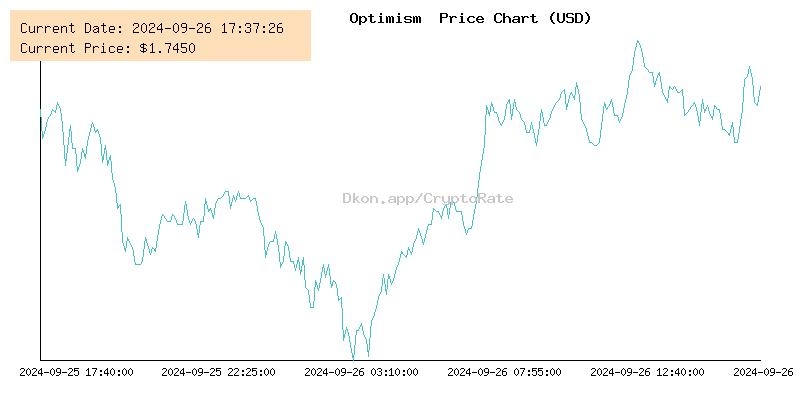 Optimism  Price Chart (USD)
Current Date: 2024-09-26 17:37:26
Current Price: $1.7450
Dkon.app/CryptoRate
2024-09-25 17:40:00 2024-09-25 22:25:00 2024-09-26 03:10:00 2024-09-26 07:55:00 2024-09-26 12:40:00 2024-09-26